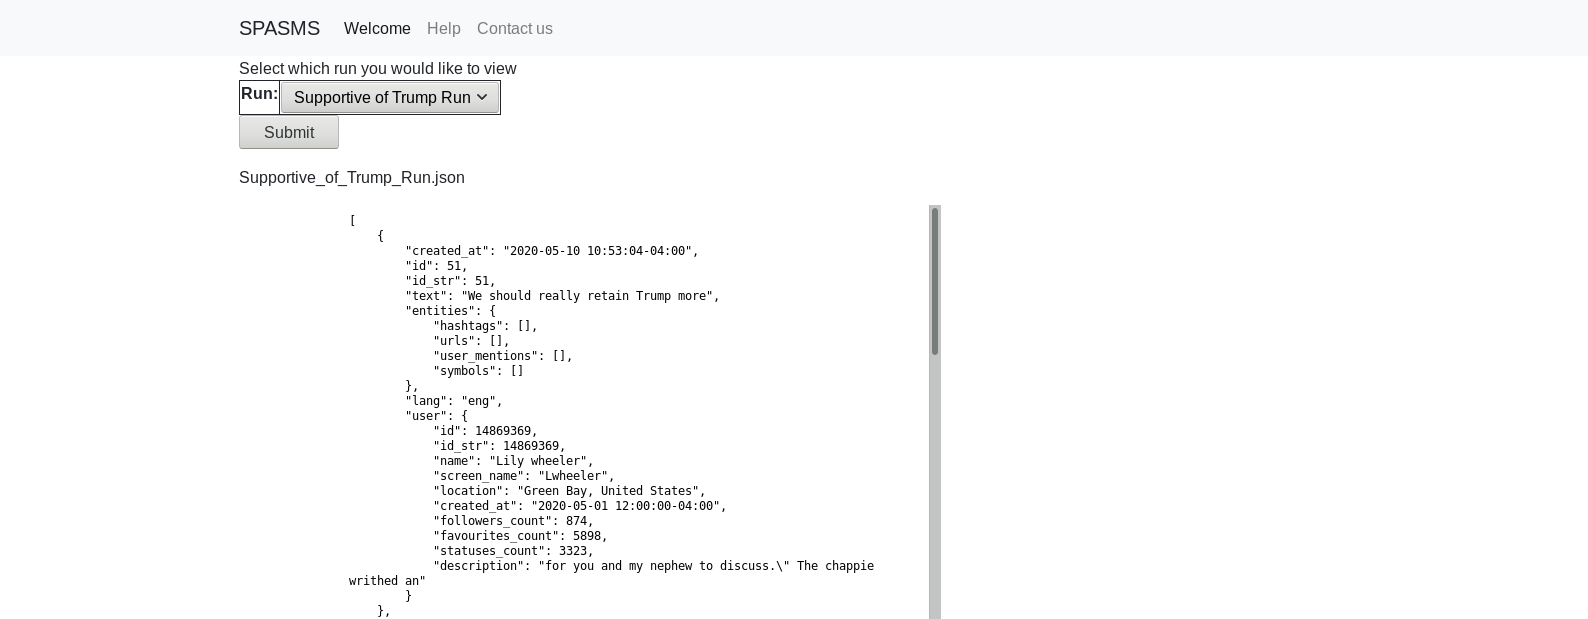 SPASMS Welcome Help Contact us
Select which run you would like to view
Run: Supportive of Trump Run
Submit
Supportive_of_Trump_Run.json
[
    {
        "created_at": "2020-05-10 10:53:04-04:00",
        "id": 51,
        "id_str": 51,
        "text": "We should really retain Trump more",
        "entities": {
            "hashtags": [],
            "urls": [],
            "user_mentions": [],
            "symbols": []
        },
        "lang": "eng",
        "user": {
            "id": 14869369,
            "id_str": 14869369,
            "name": "Lily wheeler",
            "screen_name": "Lwheeler",
            "location": "Green Bay, United States",
            "created_at": "2020-05-01 12:00:00-04:00",
            "followers_count": 874,
            "favourites_count": 5898,
            "statuses_count": 3323,
            "description": "for you and my nephew to discuss.\" The chappie
writhed an"
        }
    },